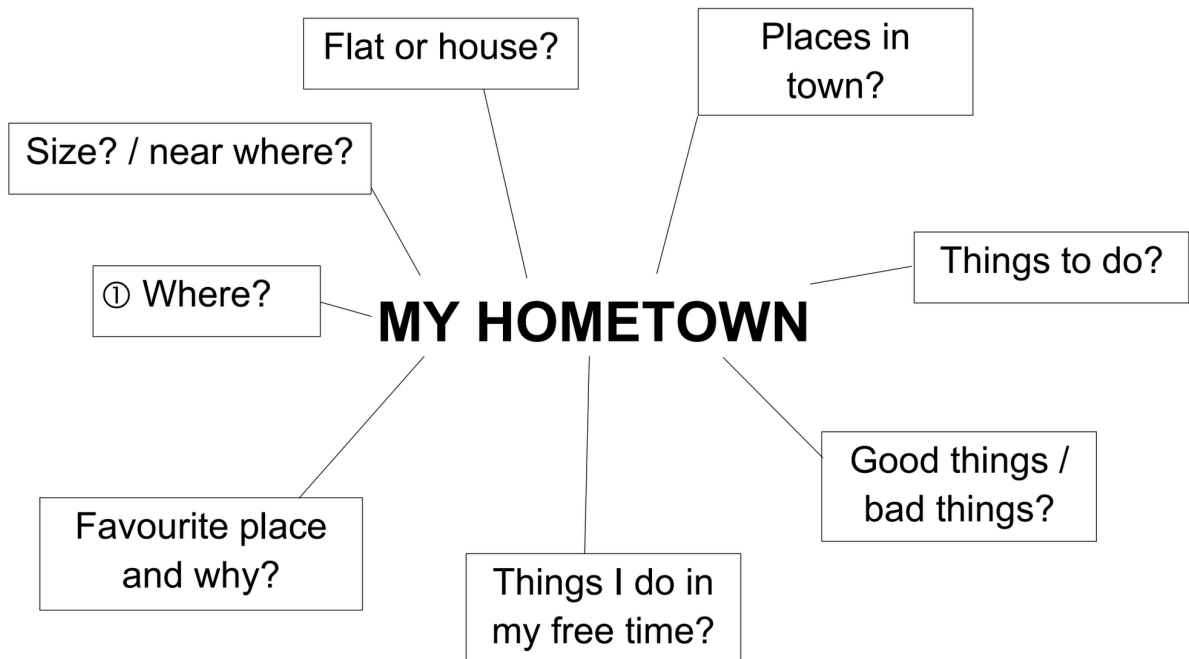 Flat or house?
Places in
town?
Size? / near where?
Things to do?
① Where?
MY HOMETOWN
Good things /
bad things?
Favourite place
and why?
Things I do in
my free time?